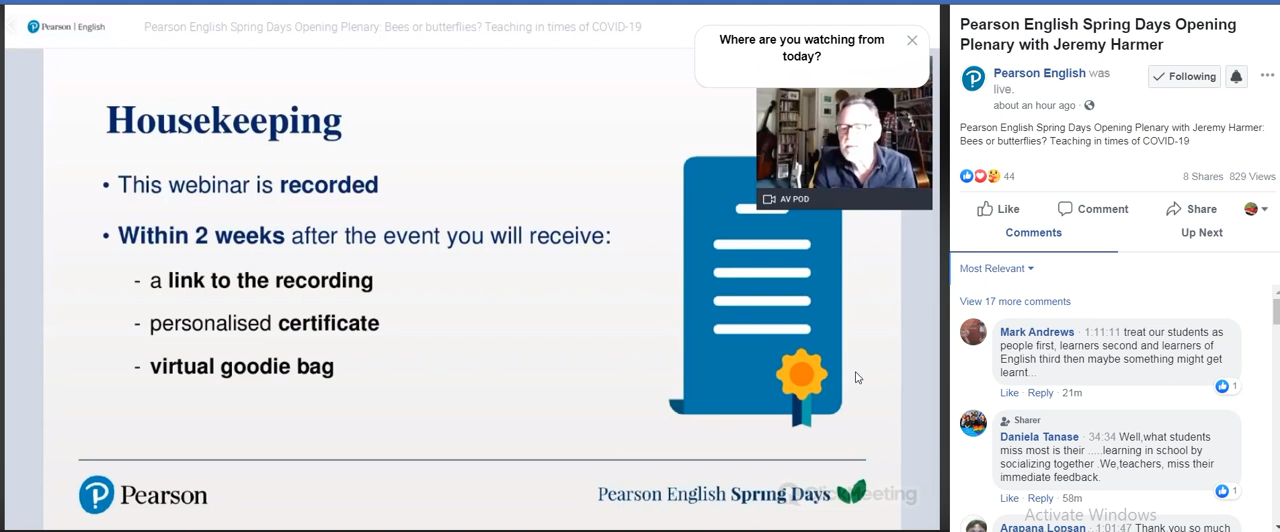 Pearson | English
Pearson English Spring Days Opening Plenary: Bees or butterflies? Teaching in times of COVID-19
Where are you watching from
today?
Housekeeping
• This webinar is recorded
• Within 2 weeks after the event you will receive:
- a link to the recording
- personalised certificate
- virtual goodie bag
AV POD
Pearson
Pearson English Spring Days
ClickMeeting
Pearson English Spring Days Opening
Plenary with Jeremy Harmer
Pearson English was
live.
about an hour ago ·
Following
Pearson English Spring Days Opening Plenary with Jeremy Harmer:
Bees or butterflies? Teaching in times of COVID-19
44
8 Shares 829 Views
Like Comment Share
Comments Up Next
Most Relevant
View 17 more comments
Mark Andrews · 1:11:11 treat our students as
people first, learners second and learners of
English third then maybe something might get
learnt...
1
Like · Reply · 21m
Sharer
Daniela Tanase · 34:34 Well,what students
miss most is their .....learning in school by
socializing together .We,teachers, miss their
immediate feedback.
1
Like · Reply · 58m
Activate Windows
Arapana Lopsan · 1:01:47 Thank you so much